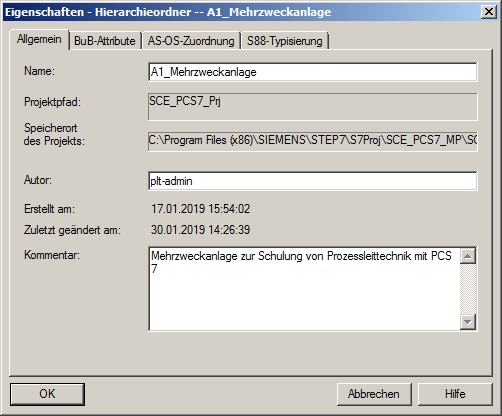 Eigenschaften - Hierarchieordner -- A1_Mehrzweckanlage
Allgemein BuB-Attribute AS-OS-Zuordnung S88-Typisierung
Name: A1_Mehrzweckanlage
Projektpfad: SCE_PCS7_Prj
Speicherort
des Projekts: C:\Program Files (x86)\SIEMENS\STEP7\S7Proj\SCE_PCS7_MP\SC
Autor: plt-admin
Erstellt am: 17.01.2019 15:54:02
Zuletzt geändert am: 30.01.2019 14:26:39
Kommentar: Mehrzweckanlage zur Schulung von Prozessleittechnik mit PCS
7
OK Abbrechen Hilfe